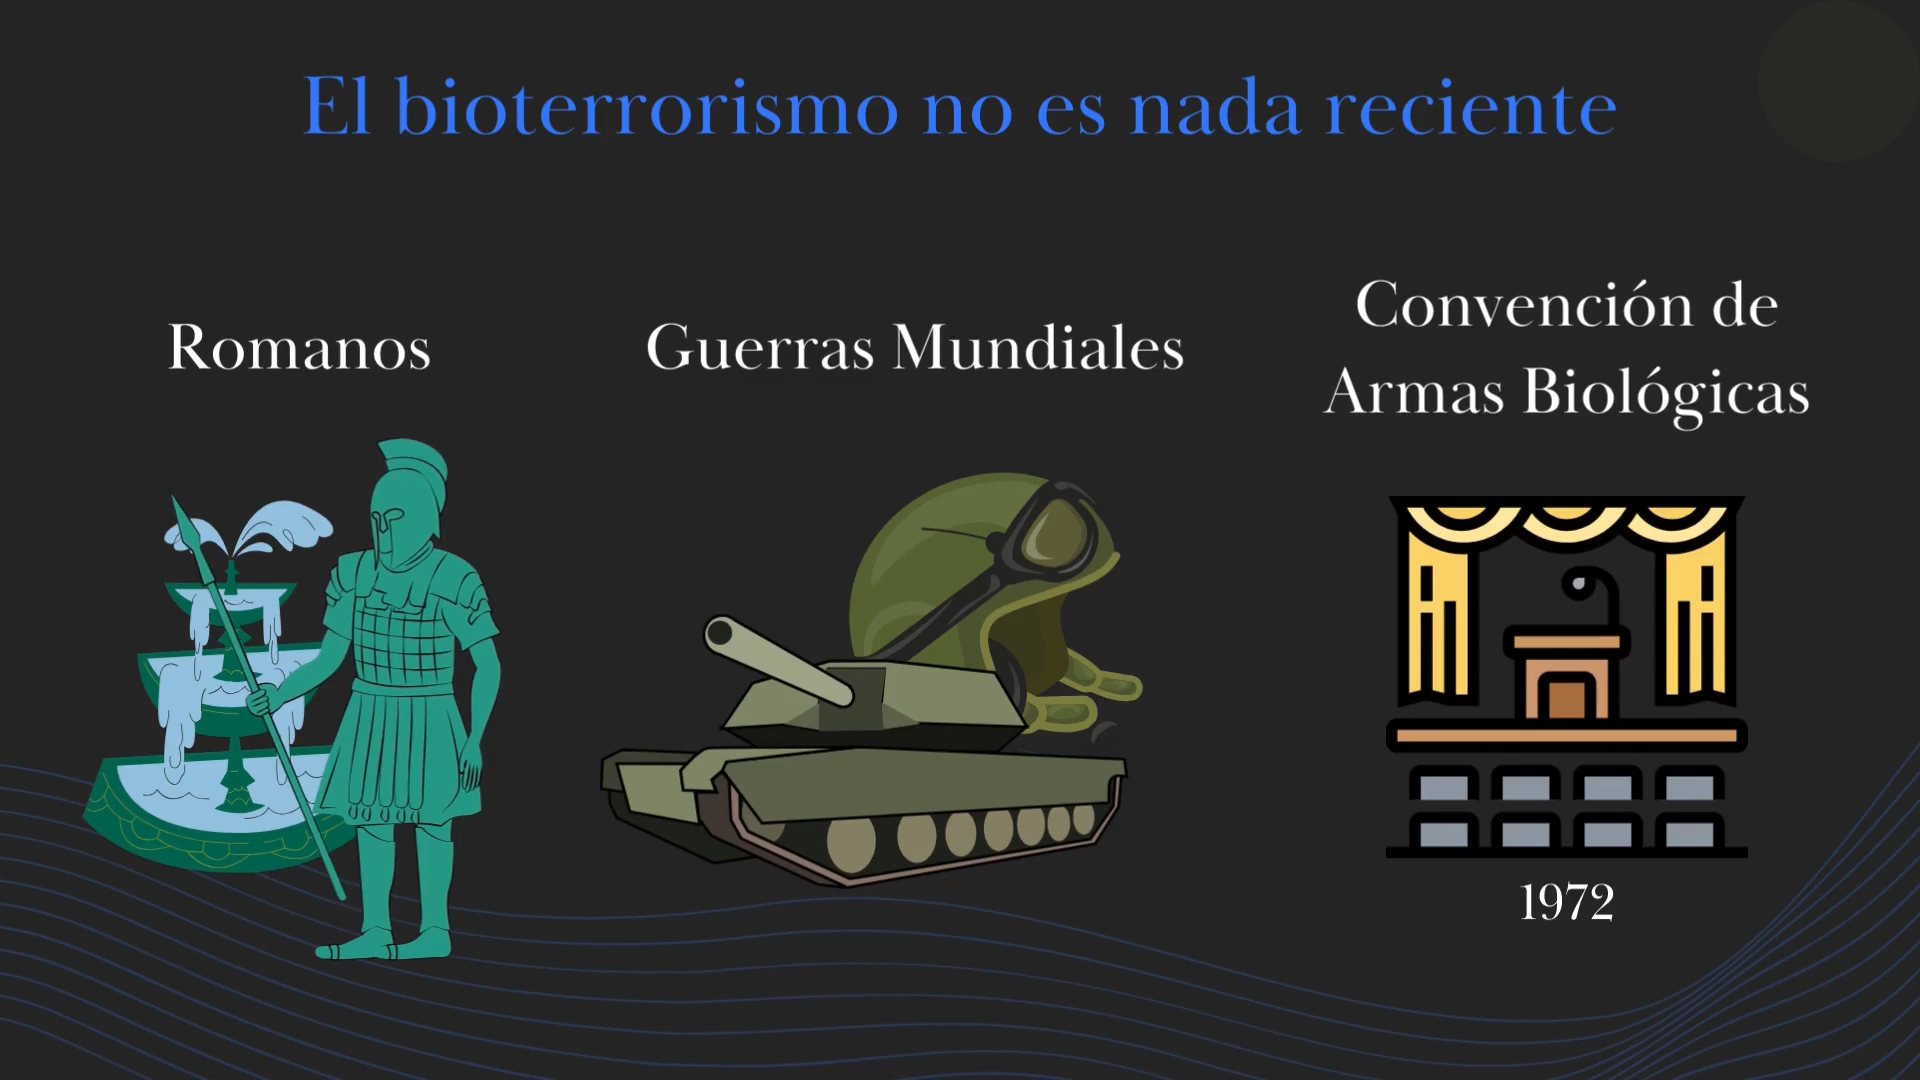 El bioterrorismo no es nada reciente
Romanos
Guerras Mundiales
Convención de
Armas Biológicas
1972